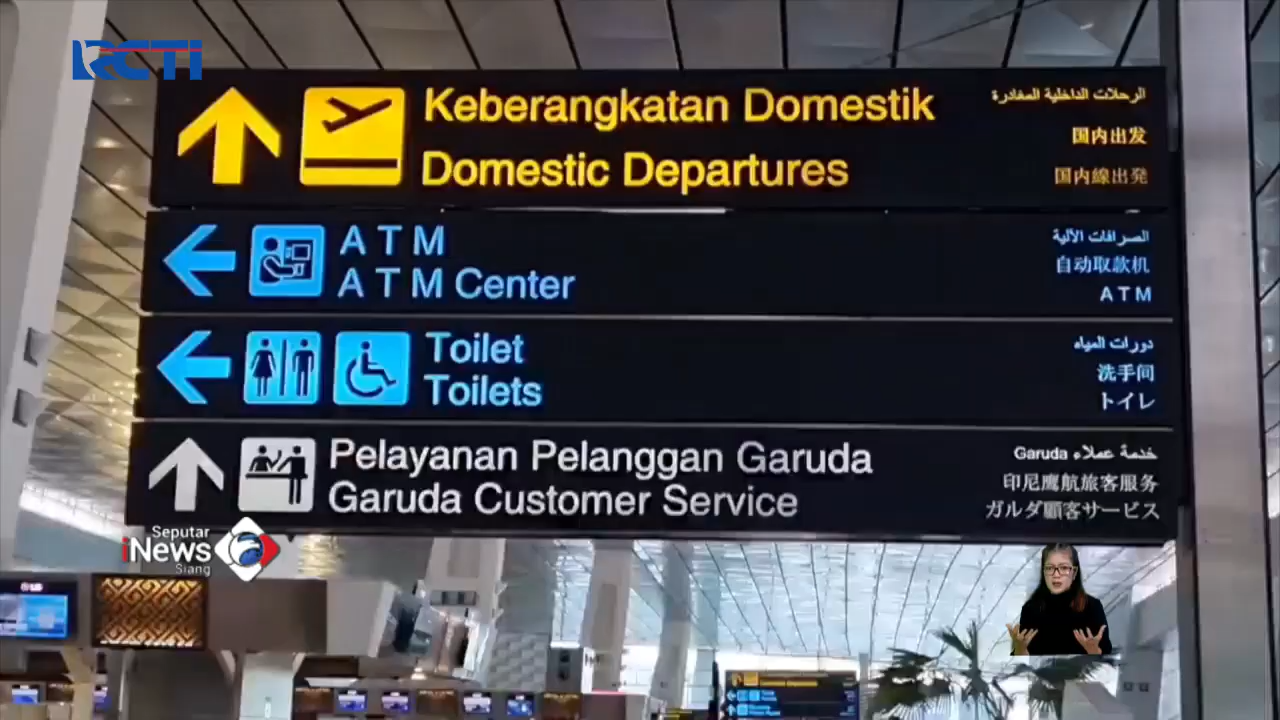 RCTI
Keberangkatan Domestik
Domestic Departures
الرحلات الداخلية المغادرة
国内出发
国内線出発
ATM
ATM Center
الصرافات الآلية
自动取款机
ATM
Toilet
Toilets
دورات المياه
洗手间
トイレ
Pelayanan Pelanggan Garuda
Garuda Customer Service
خدمة عملاء Garuda
印尼鹰航旅客服务
ガルダ顧客サービス
Seputar
iNews
Siang